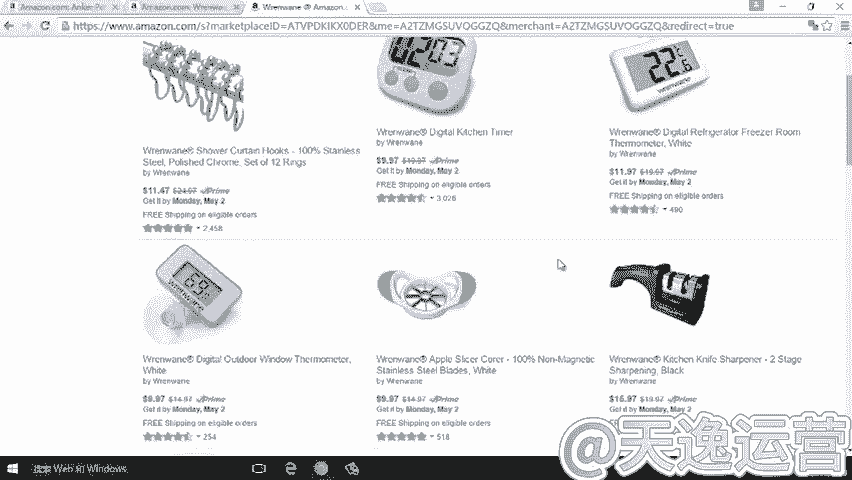 Amazon.com: Anker Po
Amazon.com: Wrenwa
Wrenwane @ Amazon.c
https://www.amazon.com/s?marketplaceID=ATVPDKIKX0DER&me=A2TZMGSUVOGGZQ&merchant=A2TZMGSUVOGGZQ&redirect=true
0203
22.6
WRENWANE
Wrenwane® Shower Curtain Hooks - 100% Stainless
Steel, Polished Chrome, Set of 12 Rings
by Wrenwane
$11.47 $24.97 Prime
Get it by Monday, May 2
FREE Shipping on eligible orders
2,458
Wrenwane® Digital Kitchen Timer
by Wrenwane
$9.97 $19.97 Prime
Get it by Monday, May 2
FREE Shipping on eligible orders
3,026
Wrenwane® Digital Refrigerator Freezer Room
Thermometer, White
by Wrenwane
$11.97 $19.97 Prime
Get it by Monday, May 2
FREE Shipping on eligible orders
490
WRENWANE
Wrenwane® Digital Outdoor Window Thermometer,
White
by Wrenwane
$9.97 $14.97 Prime
Get it by Monday, May 2
FREE Shipping on eligible orders
254
Wrenwane® Apple Slicer Corer - 100% Non-Magnetic
Stainless Steel Blades, White
by Wrenwane
$9.97 $14.97 Prime
Get it by Monday, May 2
FREE Shipping on eligible orders
518
Wrenwane® Kitchen Knife Sharpener - 2 Stage
Sharpening, Black
by Wrenwane
$15.97 $19.97 Prime
Get it by Monday, May 2
@天逸运营
搜索 Web 和 Windows